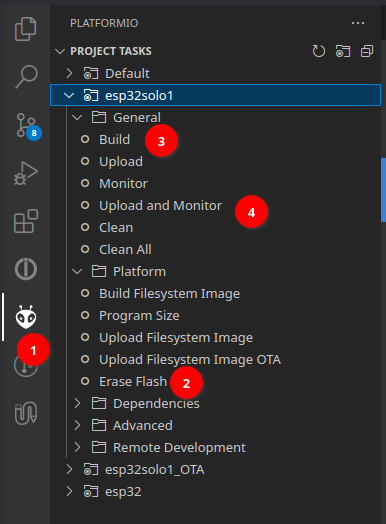 PLATFORMIO
PROJECT TASKS
Default
esp32solo1
General
Build 3
Upload
Monitor
Upload and Monitor 4
Clean
Clean All
Platform
Build Filesystem Image
Program Size
Upload Filesystem Image
Upload Filesystem Image OTA
Erase Flash 2
Dependencies
Advanced
Remote Development
esp32solo1_OTA
esp32
8
1